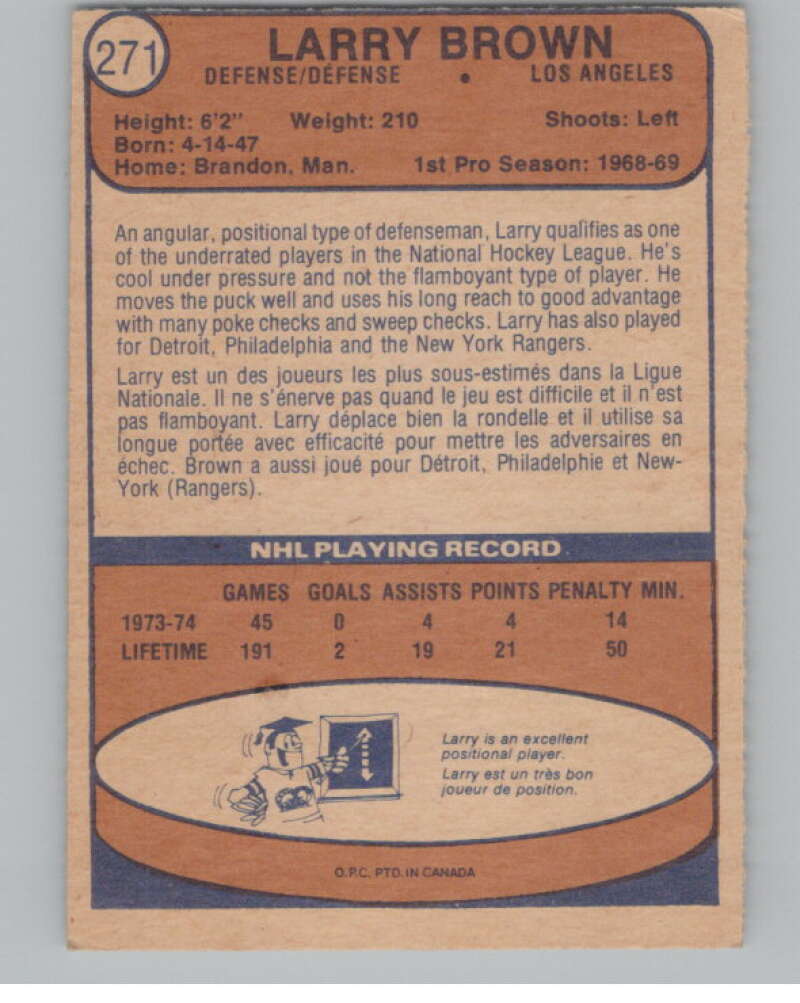 271
LARRY BROWN
DEFENSE/DÉFENSE • LOS ANGELES
Height: 6'2" Weight: 210 Shoots: Left
Born: 4-14-47
Home: Brandon, Man. 1st Pro Season: 1968-69
An angular, positional type of defenseman, Larry qualifies as one
of the underrated players in the National Hockey League. He's
cool under pressure and not the flamboyant type of player. He
moves the puck well and uses his long reach to good advantage
with many poke checks and sweep checks. Larry has also played
for Detroit, Philadelphia and the New York Rangers.
Larry est un des joueurs les plus sous-estimés dans la Ligue
Nationale. Il ne s'énerve pas quand le jeu est difficile et il n'est
pas flamboyant. Larry déplace bien la rondelle et il utilise sa
longue portée avec efficacité pour mettre les adversaires en
échec. Brown a aussi joué pour Détroit, Philadelphie et New-
York (Rangers).
NHL PLAYING RECORD
GAMES GOALS ASSISTS POINTS PENALTY MIN.
1973-74 45 0 4 4 14
LIFETIME 191 2 19 21 50
Larry is an excellent
positional player.
Larry est un très bon
joueur de position.
O.P.C. PTD. IN CANADA